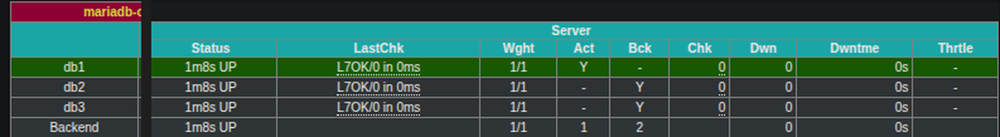 mariadb-c
Server
Status LastChk Wght Act Bck Chk Dwn Dwntme Thrtle
db1 1m8s UP L7OK/0 in 0ms 1/1 Y - 0 0 0s -
db2 1m8s UP L7OK/0 in 0ms 1/1 - Y 0 0 0s -
db3 1m8s UP L7OK/0 in 0ms 1/1 - Y 0 0 0s -
Backend 1m8s UP 1/1 1 2 0 0s